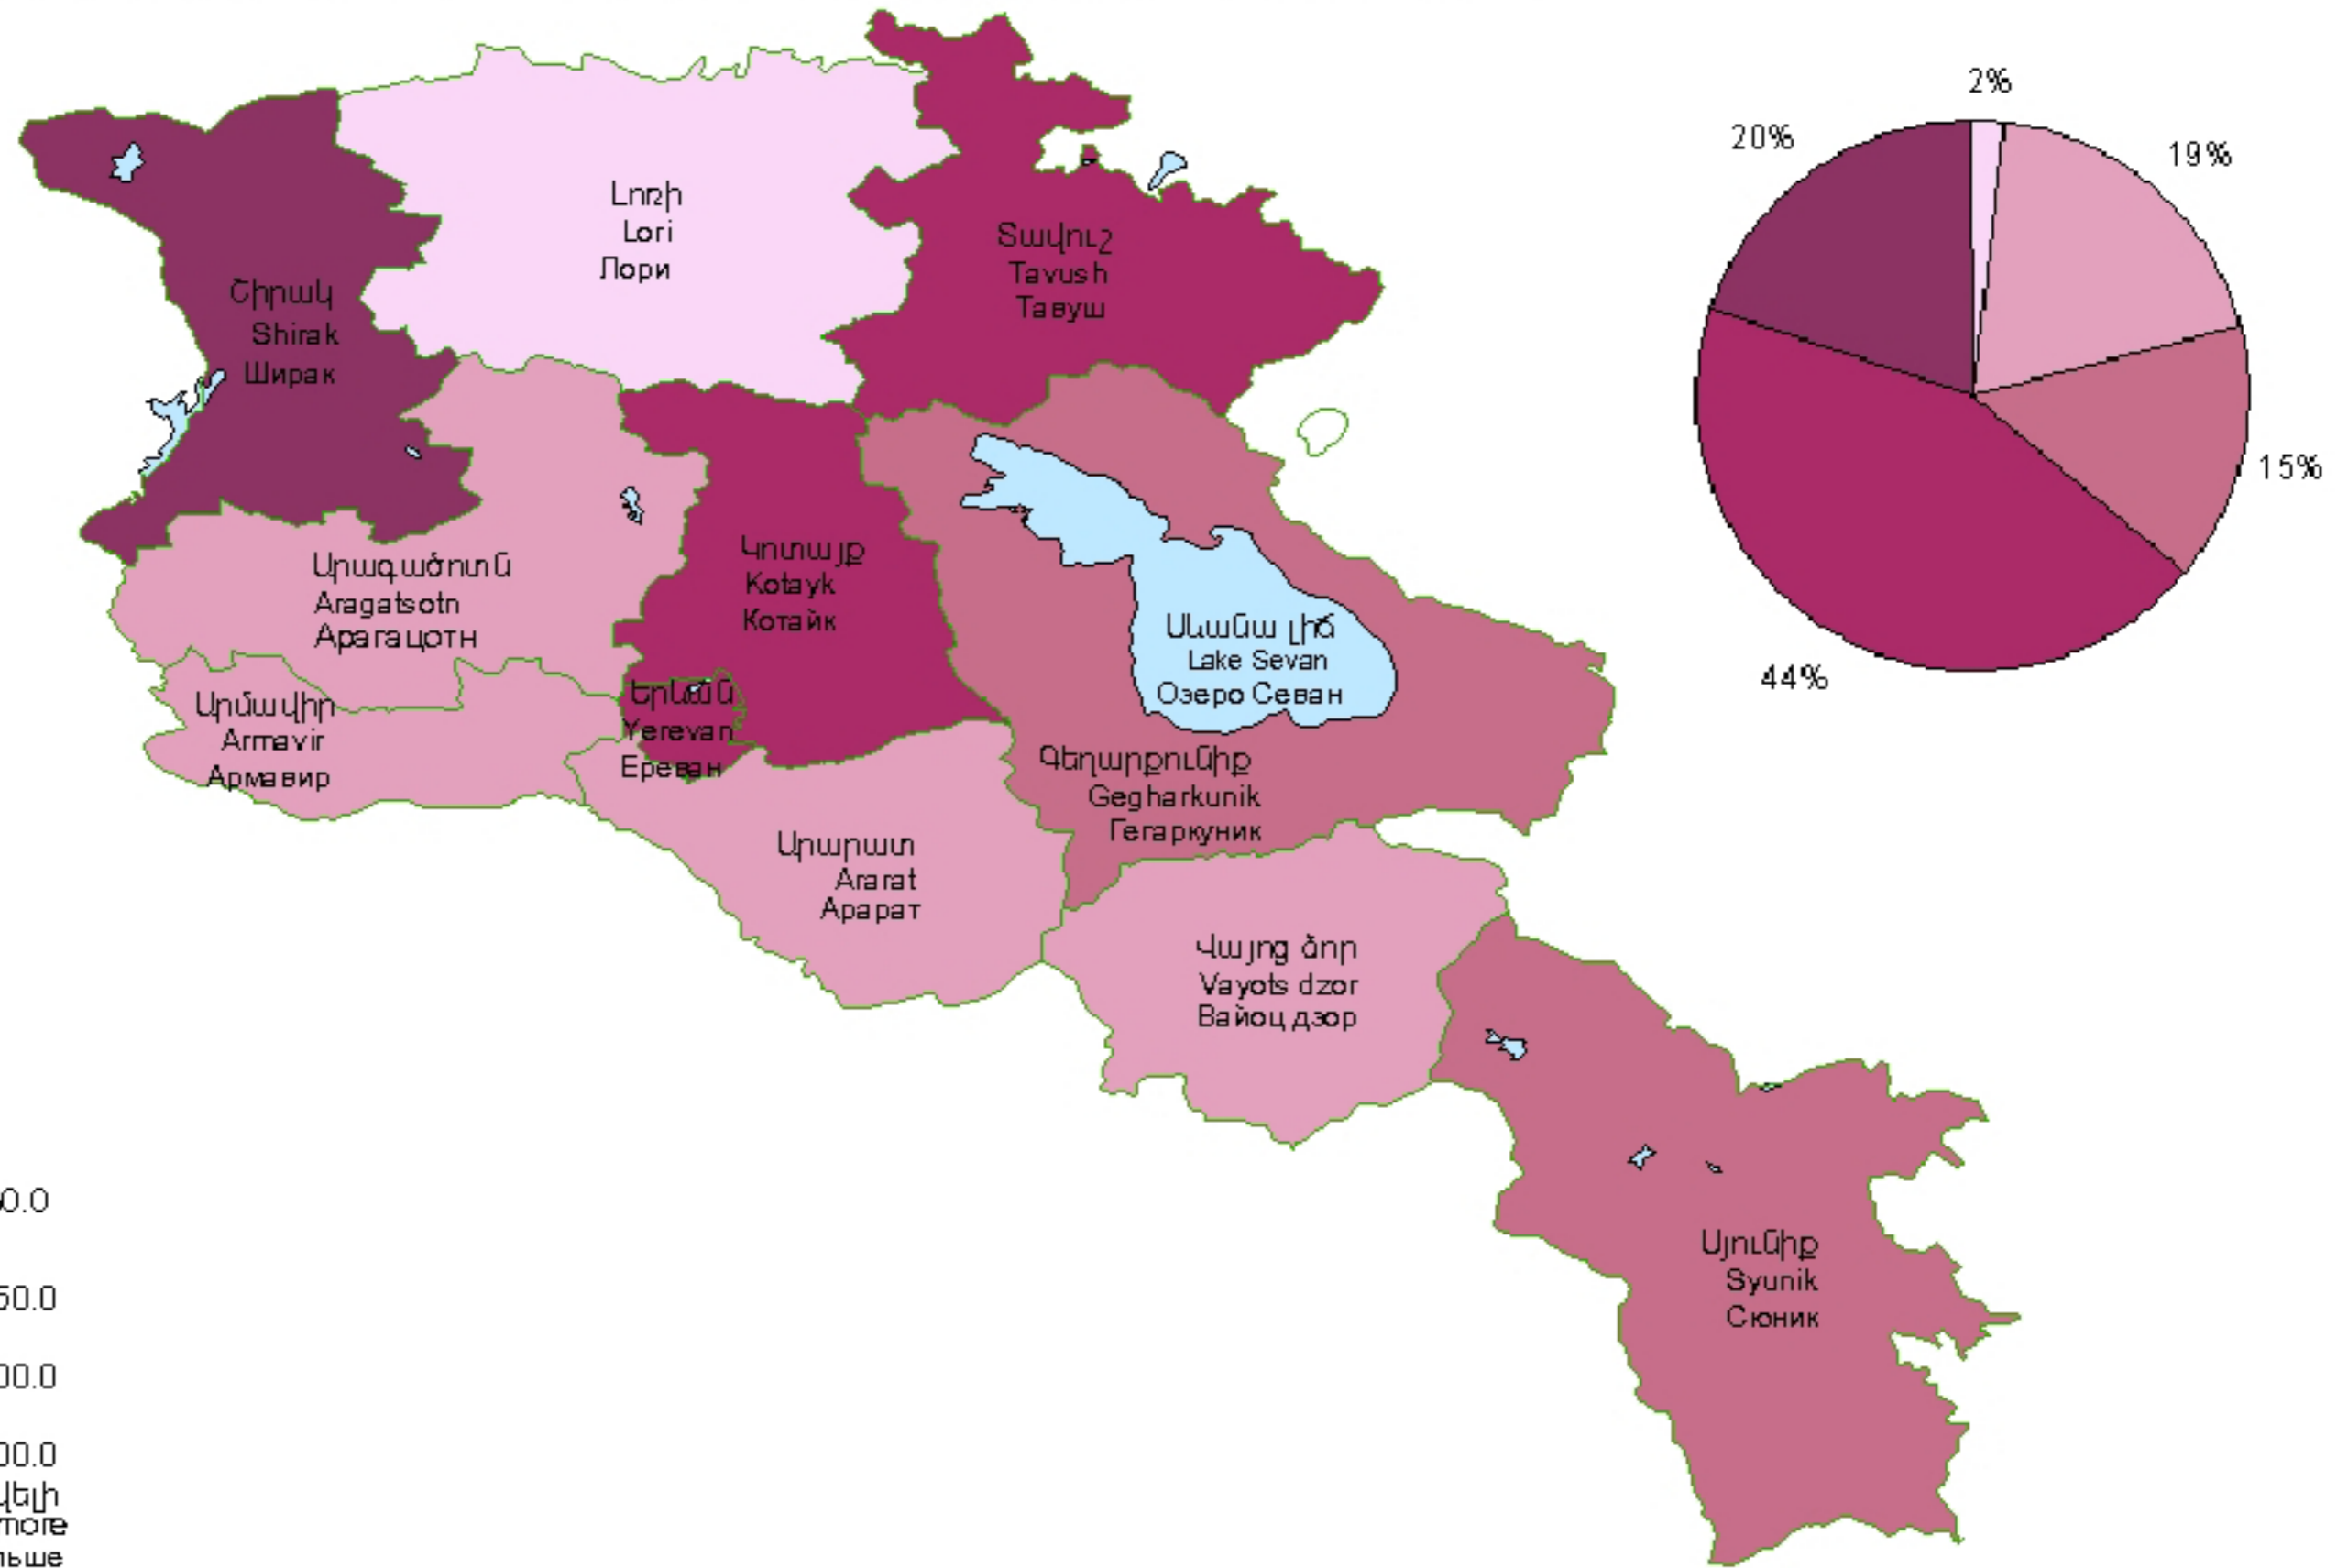 2%
20%
19%
15%
44%
Լոռի
Lori
Лори
Տավուշ
Tavush
Тавуш
Շիրակ
Shirak
Ширак
Արագածոտն
Aragatsotn
Арагацотн
Կոտայք
Kotayk
Котайк
Սևանա լիճ
Lake Sevan
Озеро Севан
Արմավիր
Armavir
Армавир
Երևան
Yerevan
Ереван
Գեղարքունիք
Gegharkunik
Гегаркуник
Արարատ
Ararat
Арарат
Վայոց ձոր
Vayots dzor
Вайоц дзор
Սյունիք
Syunik
Сюник
0.0
50.0
00.0
00.0
վելի
more
льше